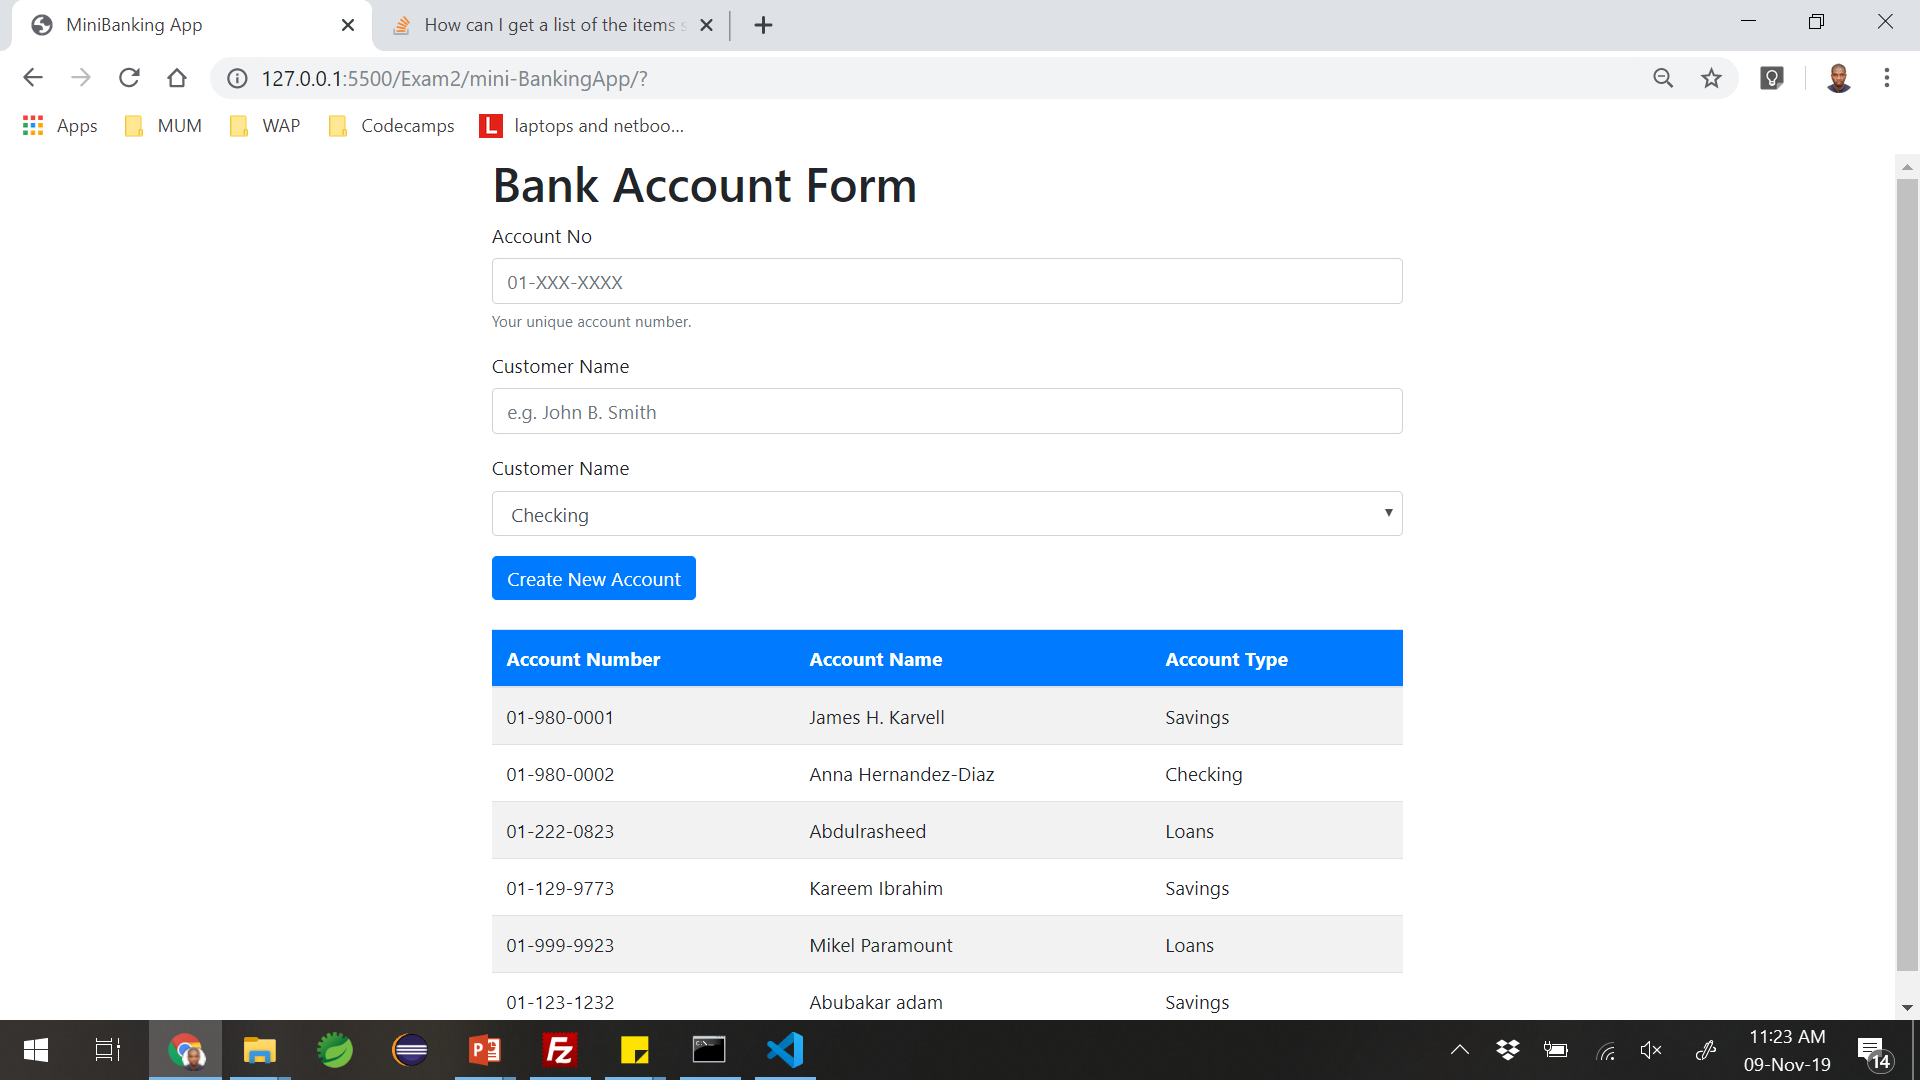 MiniBanking App
How can I get a list of the items s
127.0.0.1:5500/Exam2/mini-BankingApp/?
Apps MUM WAP Codecamps L laptops and netboo...
Bank Account Form
Account No
01-XXX-XXXX
Your unique account number.
Customer Name
e.g. John B. Smith
Customer Name
Checking
Create New Account
Account Number Account Name Account Type
01-980-0001 James H. Karvell Savings
01-980-0002 Anna Hernandez-Diaz Checking
01-222-0823 Abdulrasheed Loans
01-129-9773 Kareem Ibrahim Savings
01-999-9923 Mikel Paramount Loans
01-123-1232 Abubakar adam Savings
11:23 AM
09-Nov-19
14